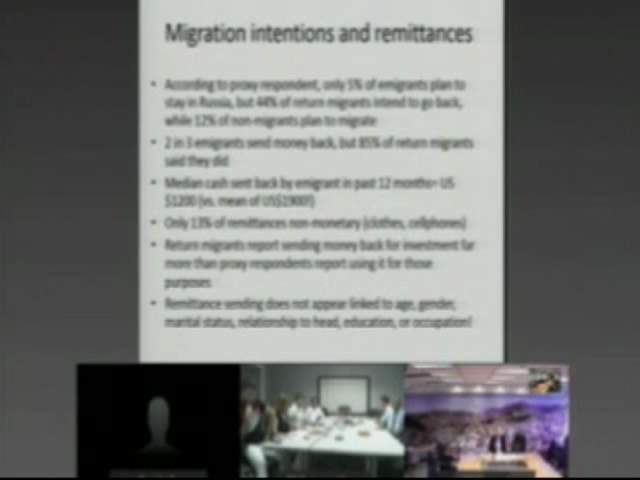 Migration intentions and remittances
• According to proxy respondent, only 5% of emigrants plan to
stay in Russia, but 44% of return migrants intend to go back,
while 12% of non-migrants plan to migrate
• 2 in 3 emigrants send money back, but 85% of return migrants
said they did
• Median cash sent back by emigrant in past 12 months= US
$1200 (vs. mean of US$1900!)
• Only 13% of remittances non-monetary (clothes, cellphones)
• Return migrants report sending money back for investment far
more than proxy respondents report using it for those
purposes
• Remittance sending does not appear linked to age, gender,
marital status, relationship to head, education, or occupation!